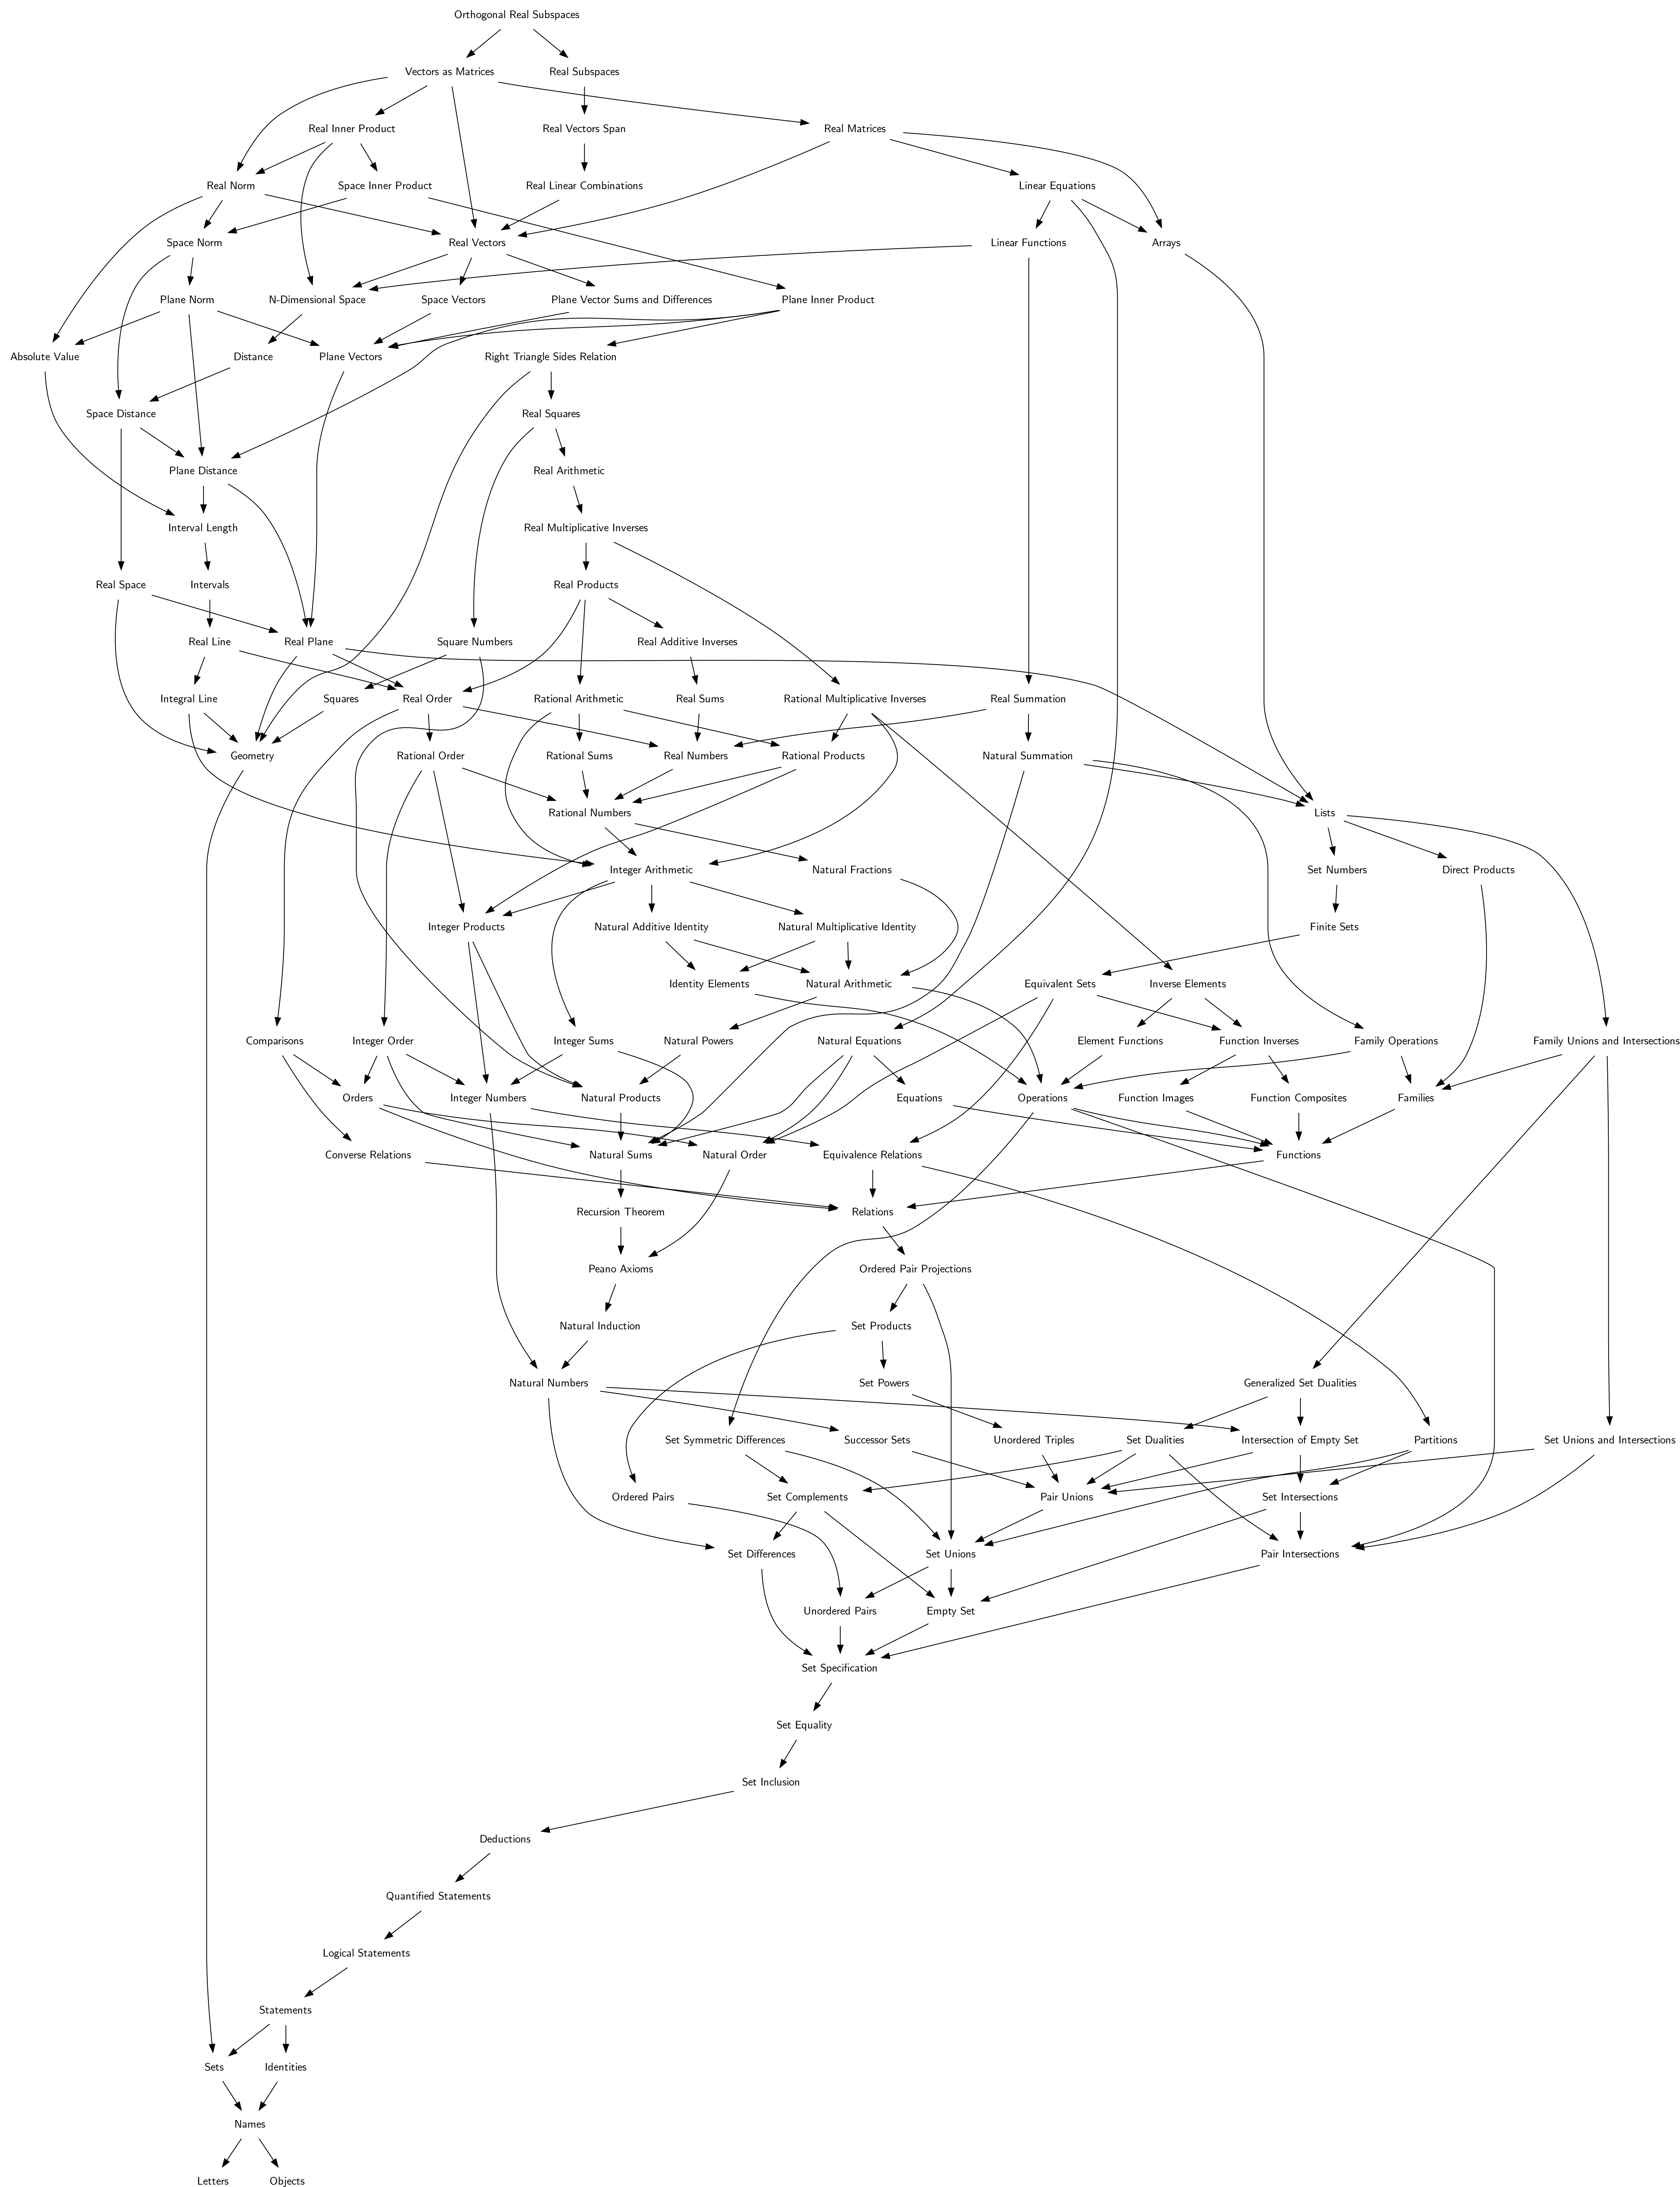 Orthogonal Real Subspaces
Vectors as Matrices
Real Subspaces
Real Inner Product
Real Vectors Span
Real Matrices
Real Norm
Space Inner Product
Real Linear Combinations
Linear Equations
Space Norm
Real Vectors
Linear Functions
Arrays
Plane Norm
N-Dimensional Space
Space Vectors
Plane Vector Sums and Differences
Plane Inner Product
Absolute Value
Distance
Plane Vectors
Right Triangle Sides Relation
Space Distance
Real Squares
Plane Distance
Real Arithmetic
Interval Length
Real Multiplicative Inverses
Real Space
Intervals
Real Products
Real Line
Real Plane
Square Numbers
Real Additive Inverses
Integral Line
Squares
Real Order
Rational Arithmetic
Real Sums
Rational Multiplicative Inverses
Real Summation
Geometry
Rational Order
Rational Sums
Real Numbers
Rational Products
Natural Summation
Rational Numbers
Lists
Integer Arithmetic
Natural Fractions
Set Numbers
Direct Products
Integer Products
Natural Additive Identity
Natural Multiplicative Identity
Finite Sets
Identity Elements
Natural Arithmetic
Equivalent Sets
Inverse Elements
Comparisons
Integer Order
Integer Sums
Natural Powers
Natural Equations
Element Functions
Function Inverses
Family Operations
Family Unions and Intersections
Orders
Integer Numbers
Natural Products
Equations
Operations
Function Images
Function Composites
Families
Converse Relations
Natural Sums
Natural Order
Equivalence Relations
Functions
Recursion Theorem
Relations
Peano Axioms
Ordered Pair Projections
Natural Induction
Set Products
Natural Numbers
Set Powers
Generalized Set Dualities
Set Symmetric Differences
Successor Sets
Unordered Triples
Set Dualities
Intersection of Empty Set
Partitions
Set Unions and Intersections
Ordered Pairs
Set Complements
Pair Unions
Set Intersections
Set Differences
Set Unions
Pair Intersections
Unordered Pairs
Empty Set
Set Specification
Set Equality
Set Inclusion
Deductions
Quantified Statements
Logical Statements
Statements
Sets
Identities
Names
Letters
Objects